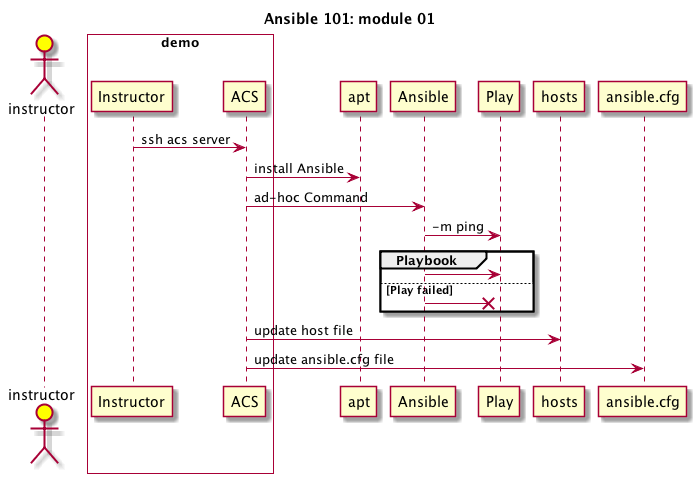 Ansible 101: module 01
demo
instructor
Instructor
ACS
apt
Ansible
Play
hosts
ansible.cfg
ssh acs server
install Ansible
ad-hoc Command
-m ping
Playbook
[Play failed]
update host file
update ansible.cfg file
instructor
Instructor
ACS
apt
Ansible
Play
hosts
ansible.cfg